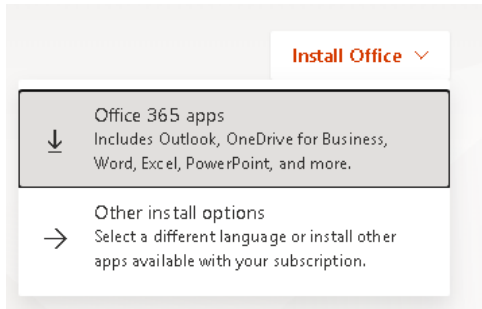 Install Office
Office 365 apps
Includes Outlook, OneDrive for Business,
Word, Excel, PowerPoint, and more.
Other install options
Select a different language or install other
apps available with your subscription.